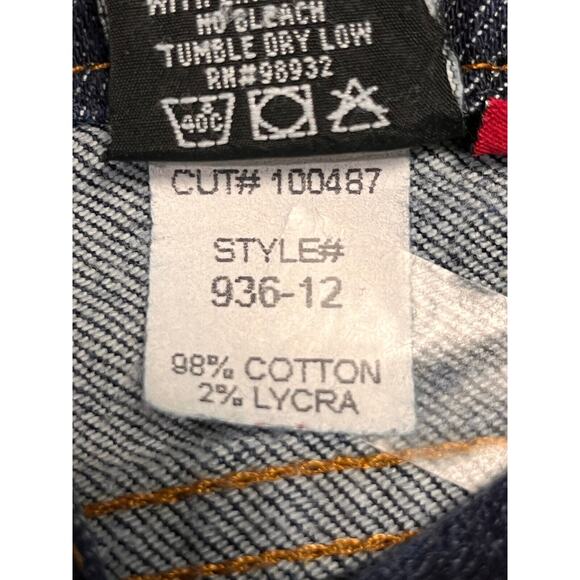 NO BLEACH
TUMBLE DRY LOW
RN#98932
40C
CUT# 100487
STYLE#
936-12
98% COTTON
2% LYCRA